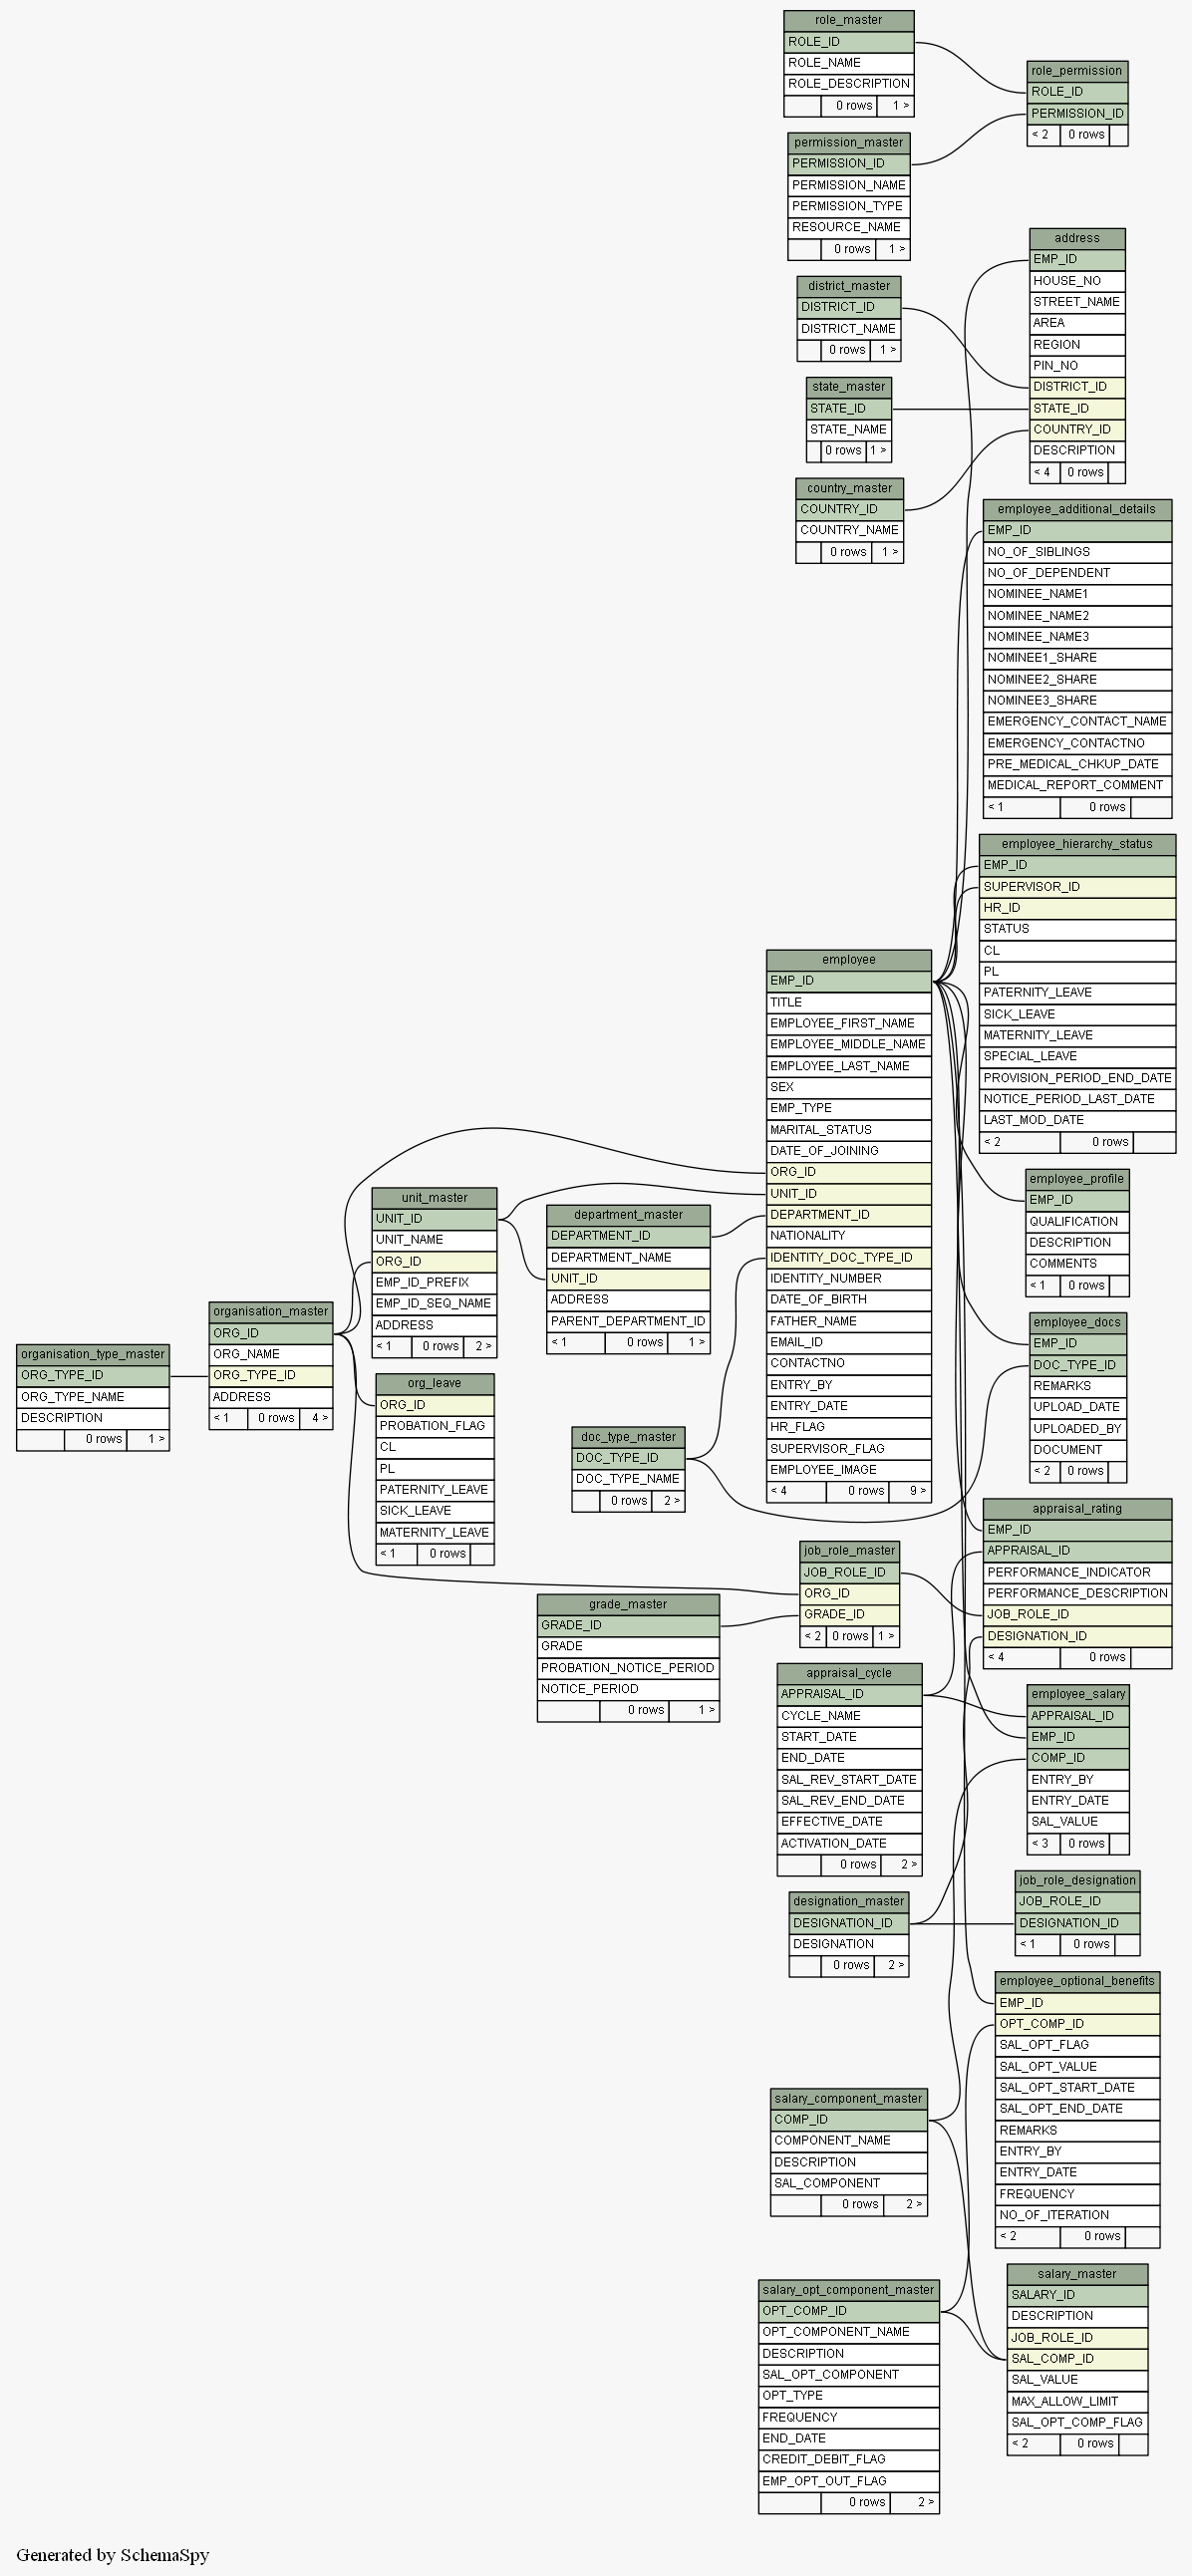 role_master
ROLE_ID
ROLE_NAME
ROLE_DESCRIPTION
0 rows 1 >
role_permission
ROLE_ID
PERMISSION_ID
< 2 0 rows
permission_master
PERMISSION_ID
PERMISSION_NAME
PERMISSION_TYPE
RESOURCE_NAME
0 rows 1 >
address
EMP_ID
HOUSE_NO
STREET_NAME
AREA
REGION
PIN_NO
DISTRICT_ID
STATE_ID
COUNTRY_ID
DESCRIPTION
< 4 0 rows
district_master
DISTRICT_ID
DISTRICT_NAME
0 rows 1 >
state_master
STATE_ID
STATE_NAME
0 rows 1 >
country_master
COUNTRY_ID
COUNTRY_NAME
0 rows 1 >
employee_additional_details
EMP_ID
NO_OF_SIBLINGS
NO_OF_DEPENDENT
NOMINEE_NAME1
NOMINEE_NAME2
NOMINEE_NAME3
NOMINEE1_SHARE
NOMINEE2_SHARE
NOMINEE3_SHARE
EMERGENCY_CONTACT_NAME
EMERGENCY_CONTACTNO
PRE_MEDICAL_CHKUP_DATE
MEDICAL_REPORT_COMMENT
< 1 0 rows
employee_hierarchy_status
EMP_ID
SUPERVISOR_ID
HR_ID
STATUS
CL
PL
PATERNITY_LEAVE
SICK_LEAVE
MATERNITY_LEAVE
SPECIAL_LEAVE
PROVISION_PERIOD_END_DATE
NOTICE_PERIOD_LAST_DATE
LAST_MOD_DATE
< 2 0 rows
employee
EMP_ID
TITLE
EMPLOYEE_FIRST_NAME
EMPLOYEE_MIDDLE_NAME
EMPLOYEE_LAST_NAME
SEX
EMP_TYPE
MARITAL_STATUS
DATE_OF_JOINING
ORG_ID
UNIT_ID
DEPARTMENT_ID
NATIONALITY
IDENTITY_DOC_TYPE_ID
IDENTITY_NUMBER
DATE_OF_BIRTH
FATHER_NAME
EMAIL_ID
CONTACTNO
ENTRY_BY
ENTRY_DATE
HR_FLAG
SUPERVISOR_FLAG
EMPLOYEE_IMAGE
< 4 0 rows 9 >
employee_profile
EMP_ID
QUALIFICATION
DESCRIPTION
COMMENTS
< 1 0 rows
unit_master
UNIT_ID
UNIT_NAME
ORG_ID
EMP_ID_PREFIX
EMP_ID_SEQ_NAME
ADDRESS
< 1 0 rows 2 >
department_master
DEPARTMENT_ID
DEPARTMENT_NAME
UNIT_ID
ADDRESS
PARENT_DEPARTMENT_ID
< 1 0 rows 1 >
organisation_master
ORG_ID
ORG_NAME
ORG_TYPE_ID
ADDRESS
< 1 0 rows 4 >
organisation_type_master
ORG_TYPE_ID
ORG_TYPE_NAME
DESCRIPTION
0 rows 1 >
org_leave
ORG_ID
PROBATION_FLAG
CL
PL
PATERNITY_LEAVE
SICK_LEAVE
MATERNITY_LEAVE
< 1 0 rows
doc_type_master
DOC_TYPE_ID
DOC_TYPE_NAME
0 rows 2 >
employee_docs
EMP_ID
DOC_TYPE_ID
REMARKS
UPLOAD_DATE
UPLOADED_BY
DOCUMENT
< 2 0 rows
appraisal_rating
EMP_ID
APPRAISAL_ID
PERFORMANCE_INDICATOR
PERFORMANCE_DESCRIPTION
JOB_ROLE_ID
DESIGNATION_ID
< 4 0 rows
job_role_master
JOB_ROLE_ID
ORG_ID
GRADE_ID
< 2 0 rows 1 >
grade_master
GRADE_ID
GRADE
PROBATION_NOTICE_PERIOD
NOTICE_PERIOD
0 rows 1 >
appraisal_cycle
APPRAISAL_ID
CYCLE_NAME
START_DATE
END_DATE
SAL_REV_START_DATE
SAL_REV_END_DATE
EFFECTIVE_DATE
ACTIVATION_DATE
0 rows 2 >
employee_salary
APPRAISAL_ID
EMP_ID
COMP_ID
ENTRY_BY
ENTRY_DATE
SAL_VALUE
< 3 0 rows
job_role_designation
JOB_ROLE_ID
DESIGNATION_ID
< 1 0 rows
designation_master
DESIGNATION_ID
DESIGNATION
0 rows 2 >
employee_optional_benefits
EMP_ID
OPT_COMP_ID
SAL_OPT_FLAG
SAL_OPT_VALUE
SAL_OPT_START_DATE
SAL_OPT_END_DATE
REMARKS
ENTRY_BY
ENTRY_DATE
FREQUENCY
NO_OF_ITERATION
< 2 0 rows
salary_component_master
COMP_ID
COMPONENT_NAME
DESCRIPTION
SAL_COMPONENT
0 rows 2 >
salary_master
SALARY_ID
DESCRIPTION
JOB_ROLE_ID
SAL_COMP_ID
SAL_VALUE
MAX_ALLOW_LIMIT
SAL_OPT_COMP_FLAG
< 2 0 rows
salary_opt_component_master
OPT_COMP_ID
OPT_COMPONENT_NAME
DESCRIPTION
SAL_OPT_COMPONENT
OPT_TYPE
FREQUENCY
END_DATE
CREDIT_DEBIT_FLAG
EMP_OPT_OUT_FLAG
0 rows 2 >
Generated by SchemaSpy